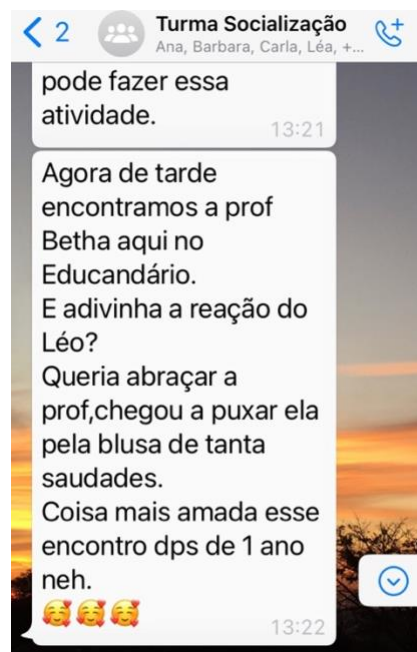 2
Turma Socialização
Ana, Barbara, Carla, Léa, +...
pode fazer essa
atividade.
13:21
Agora de tarde
encontramos a prof
Betha aqui no
Educandário.
E adivinha a reação do
Léo?
Queria abraçar a
prof,chegou a puxar ela
pela blusa de tanta
saudades.
Coisa mais amada esse
encontro dps de 1 ano
neh.
🥰🥰🥰
13:22